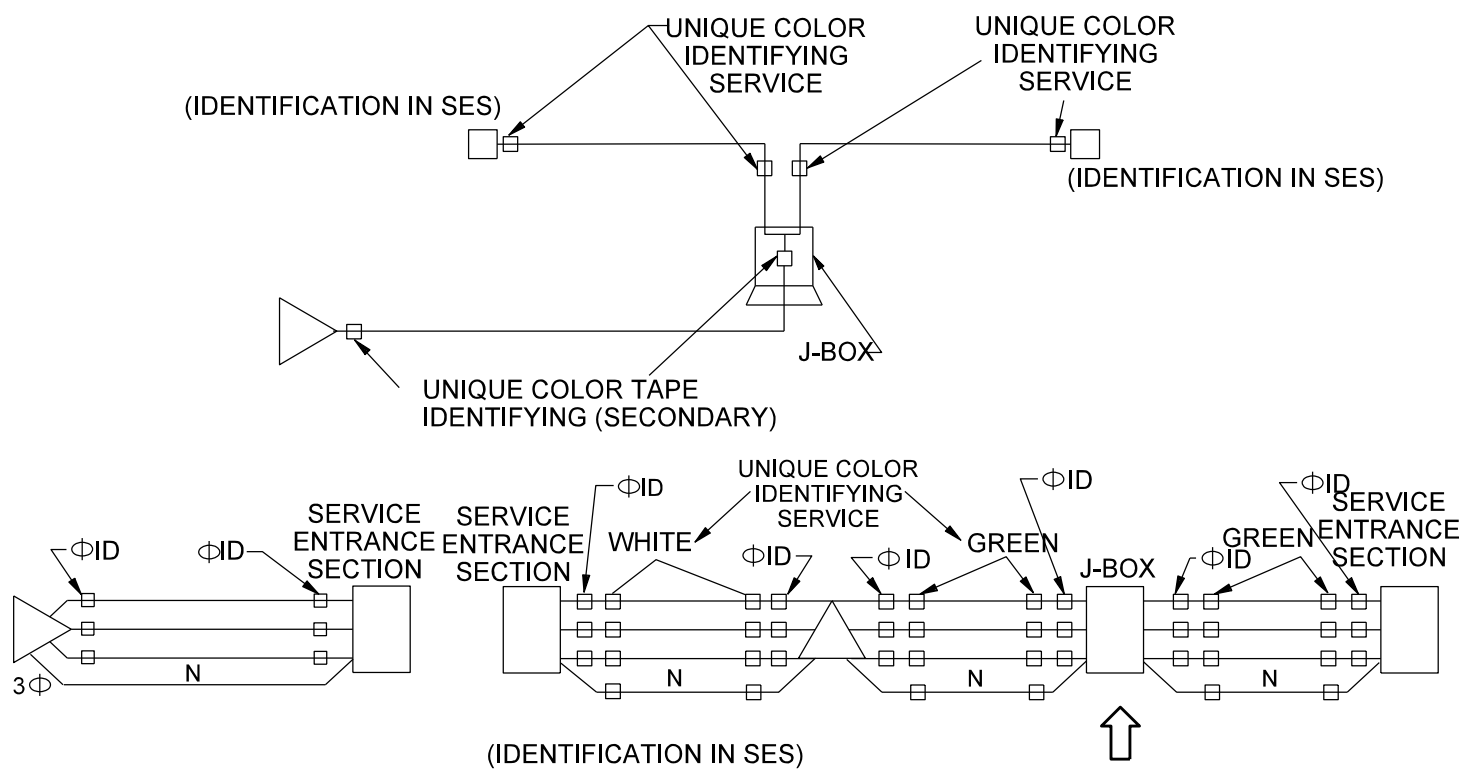 UNIQUE COLOR
IDENTIFYING
SERVICE
UNIQUE COLOR
IDENTIFYING
SERVICE
(IDENTIFICATION IN SES)
(IDENTIFICATION IN SES)
J-BOX
UNIQUE COLOR TAPE
IDENTIFYING (SECONDARY)
SERVICE
ENTRANCE
SECTION
ΦID
ΦID
N
3Φ
SERVICE
ENTRANCE
SECTION
ΦID
WHITE
UNIQUE COLOR
IDENTIFYING
SERVICE
ΦID
ΦID
GREEN
ΦID
J-BOX
ΦID
GREEN
ΦID
SERVICE
ENTRANCE
SECTION
N
N
N
(IDENTIFICATION IN SES)